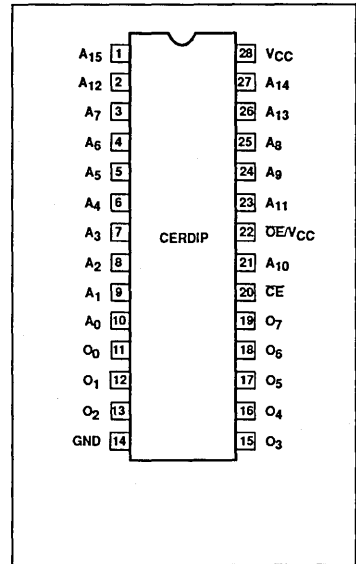 A15 1 28 VCC
A12 2 27 A14
A7 3 26 A13
A6 4 25 A8
A5 5 24 A9
A4 6 23 A11
A3 7 CERDIP 22 OE/VCC
A2 8 21 A10
A1 9 20 CE
A0 10 19 O7
O0 11 18 O6
O1 12 17 O5
O2 13 16 O4
GND 14 15 O3